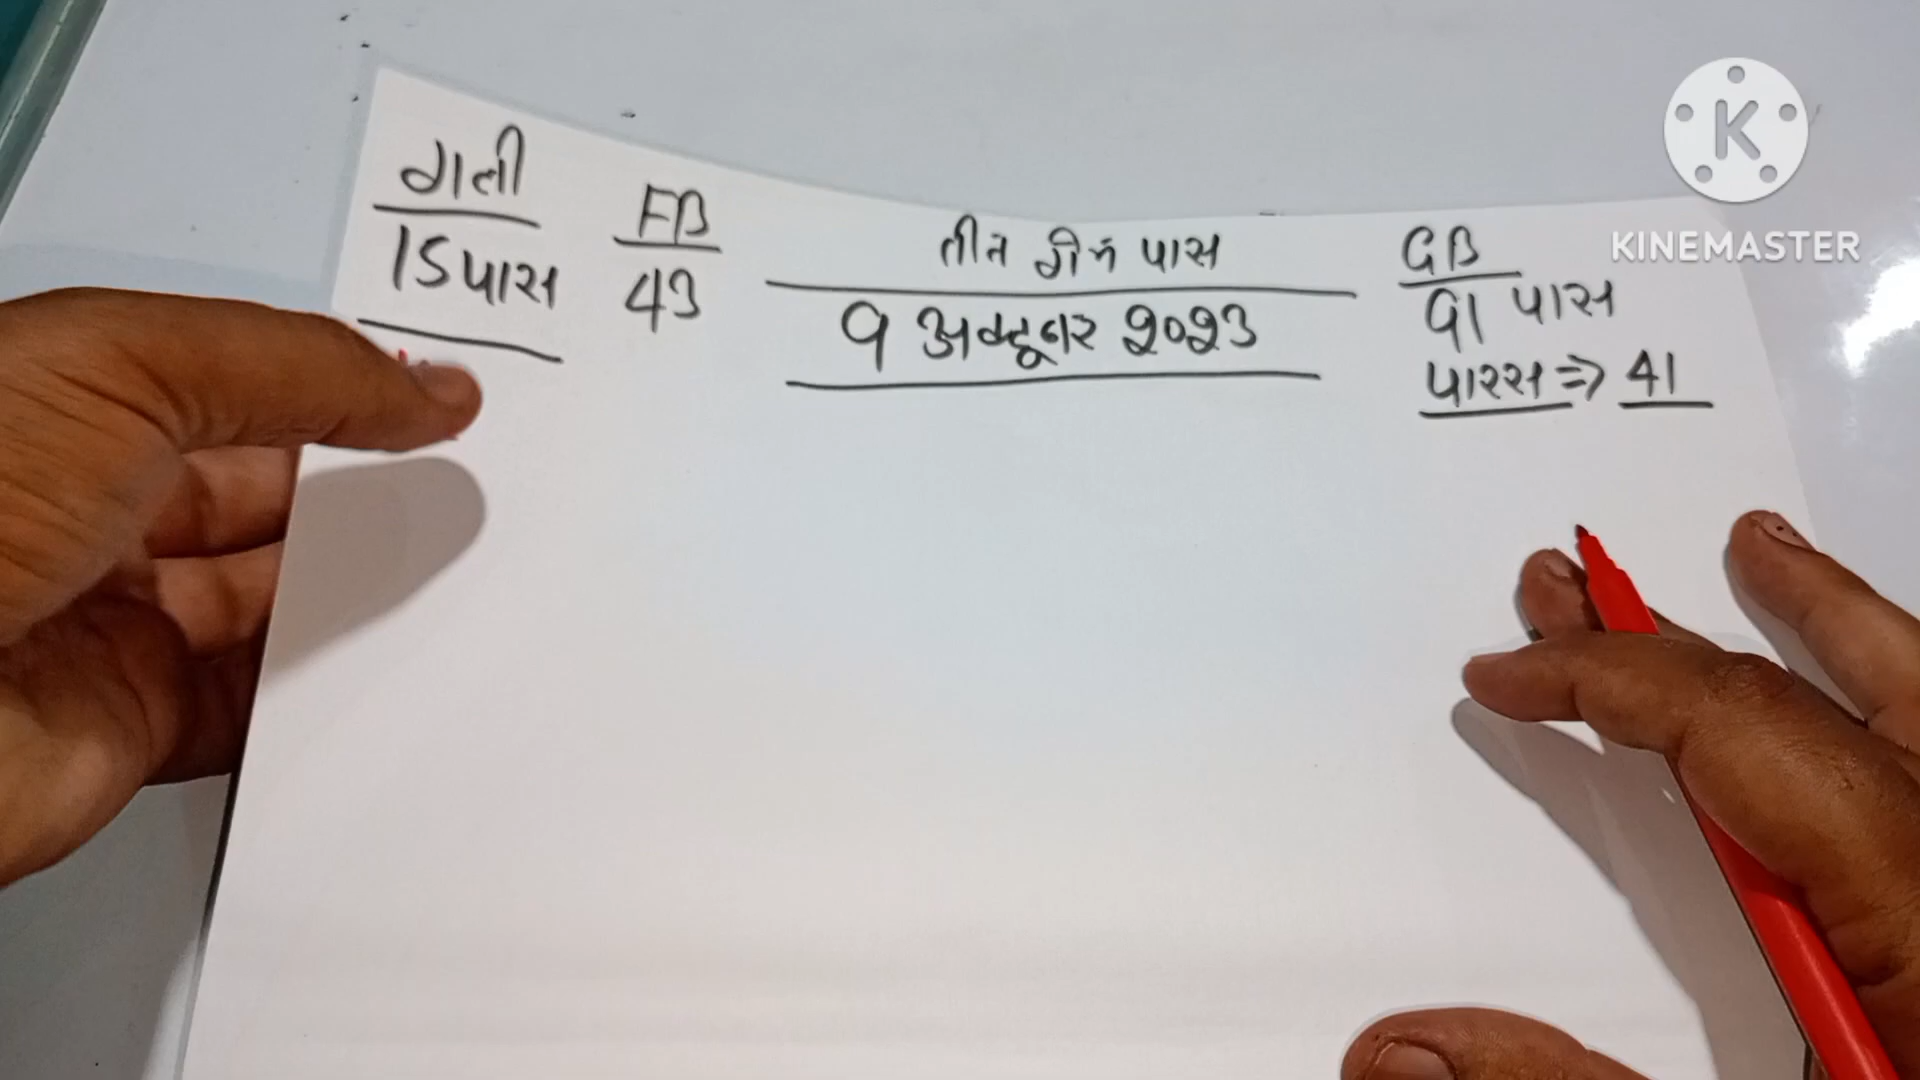 गली
15 पास
FB
43
तीन गेम पास
9 अक्टूबर 2023
GB
91 पास
पारस ⇒ 41
KINEMASTER